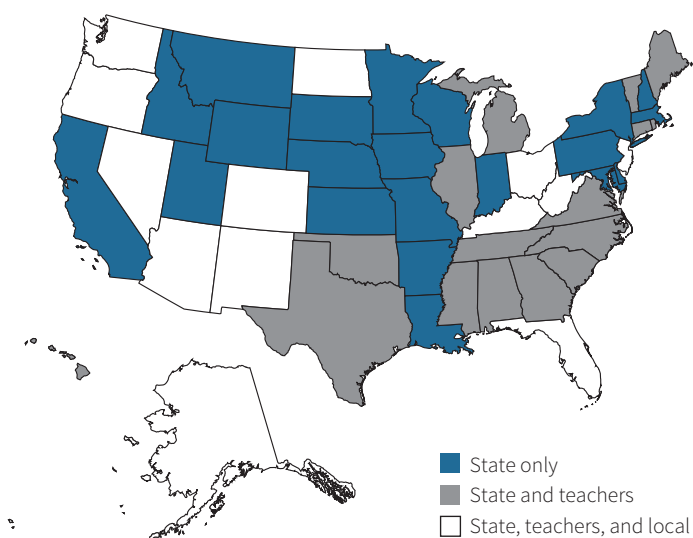 State only
State and teachers
State, teachers, and local